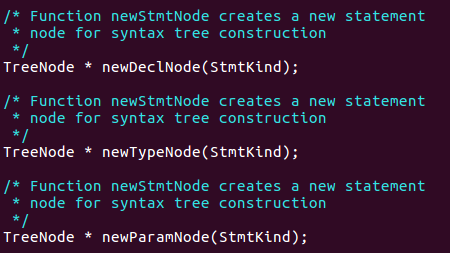 /* Function newStmtNode creates a new statement
 * node for syntax tree construction
 */
TreeNode * newDeclNode(StmtKind);
/* Function newStmtNode creates a new statement
 * node for syntax tree construction
 */
TreeNode * newTypeNode(StmtKind);
/* Function newStmtNode creates a new statement
 * node for syntax tree construction
 */
TreeNode * newParamNode(StmtKind);